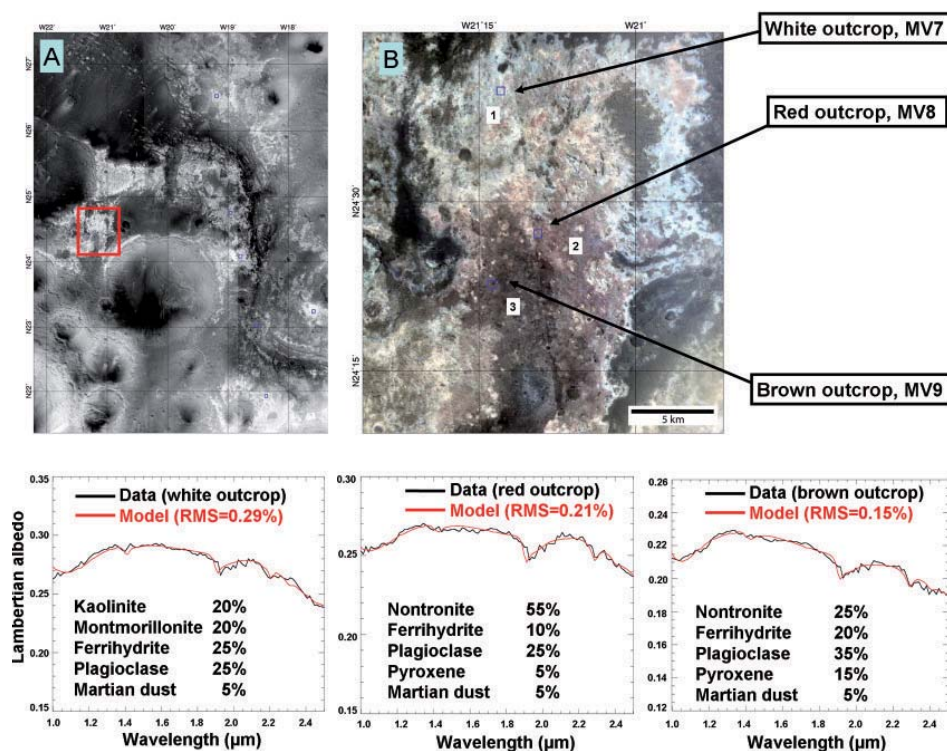 W22° W21° W20° W19° W18°
A
N27°
N26°
N25°
N24°
N23°
N22°
W21°15' W21°
B
N24°30'
N24°15'
1
2
3
5 km
White outcrop, MV7
Red outcrop, MV8
Brown outcrop, MV9
Lambertian albedo
0.35
0.30
0.25
0.20
0.15
Data (white outcrop)
Model (RMS=0.29%)
Kaolinite 20%
Montmorillonite 20%
Ferrihydrite 25%
Plagioclase 25%
Martian dust 5%
1.0 1.2 1.4 1.6 1.8 2.0 2.2 2.4
Wavelength (µm)
0.30
0.25
0.20
0.15
Data (red outcrop)
Model (RMS=0.21%)
Nontronite 55%
Ferrihydrite 10%
Plagioclase 25%
Pyroxene 5%
Martian dust 5%
1.0 1.2 1.4 1.6 1.8 2.0 2.2 2.4
Wavelength (µm)
0.26
0.24
0.22
0.20
0.18
0.16
0.14
0.12
Data (brown outcrop)
Model (RMS=0.15%)
Nontronite 25%
Ferrihydrite 20%
Plagioclase 35%
Pyroxene 15%
Martian dust 5%
1.0 1.2 1.4 1.6 1.8 2.0 2.2 2.4
Wavelength (µm)